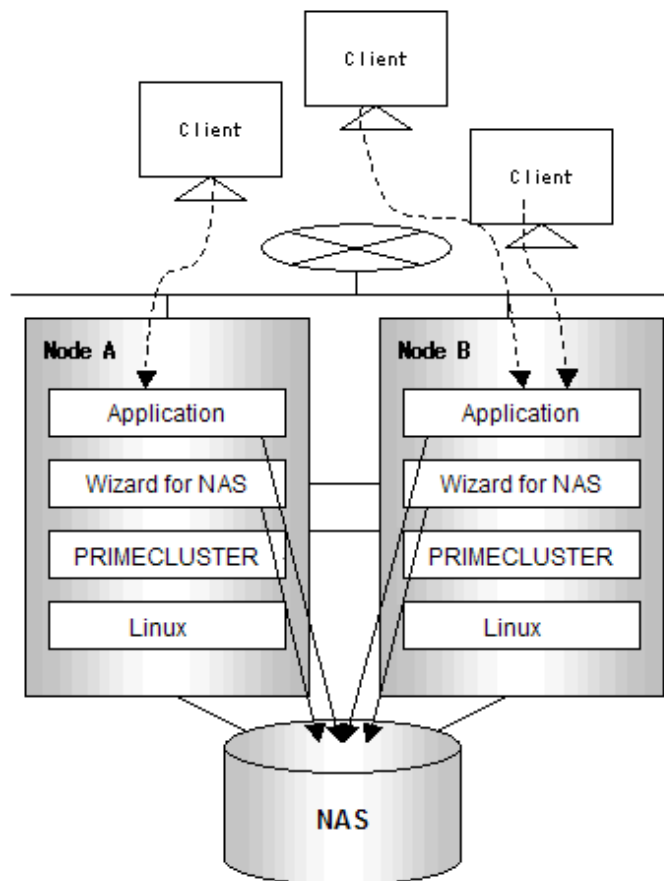 Client
Client
Client
Node A
Application
Wizard for NAS
PRIMECLUSTER
Linux
Node B
Application
Wizard for NAS
PRIMECLUSTER
Linux
NAS